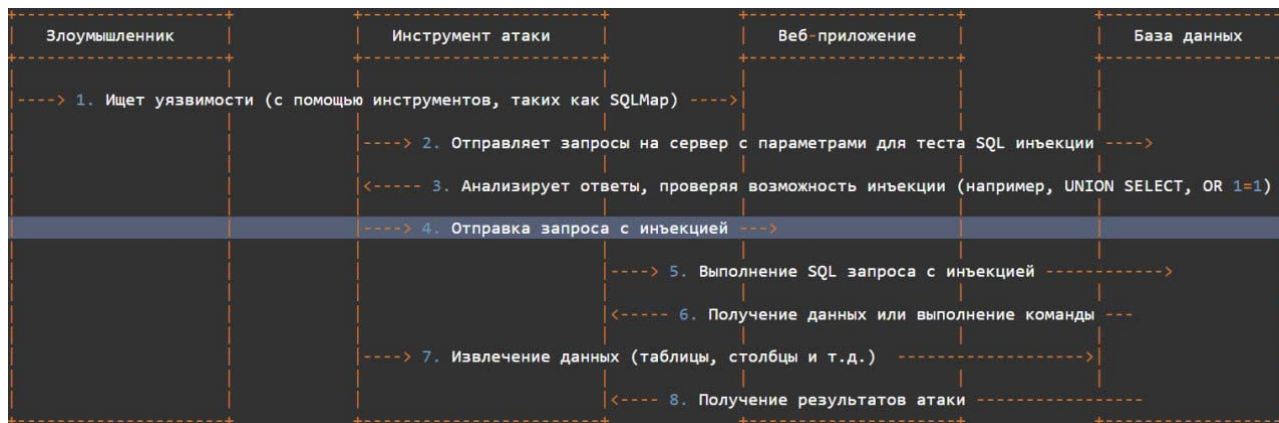 Злоумышленник Инструмент атаки Веб-приложение База данных
----> 1. Ищет уязвимости (с помощью инструментов, таких как SQLMap) ---->
----> 2. Отправляет запросы на сервер с параметрами для теста SQL инъекции ---->
<----- 3. Анализирует ответы, проверяя возможность инъекции (например, UNION SELECT, OR 1=1)
----> 4. Отправка запроса с инъекцией --->
----> 5. Выполнение SQL запроса с инъекцией ------------>
<----- 6. Получение данных или выполнение команды ---
----> 7. Извлечение данных (таблицы, столбцы и т.д.) ------------------->
<---- 8. Получение результатов атаки -----------------